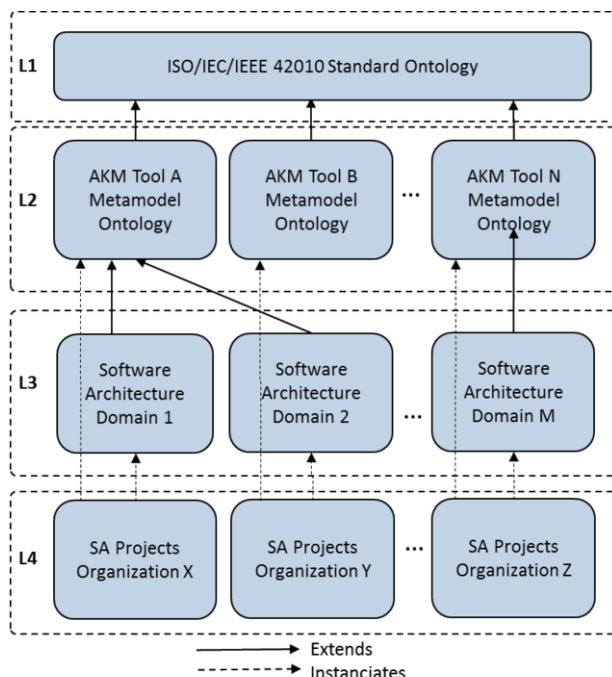 L1
ISO/IEC/IEEE 42010 Standard Ontology
L2
AKM Tool A
Metamodel
Ontology
AKM Tool B
Metamodel
Ontology
...
AKM Tool N
Metamodel
Ontology
L3
Software
Architecture
Domain 1
Software
Architecture
Domain 2
...
Software
Architecture
Domain M
L4
SA Projects
Organization X
SA Projects
Organization Y
...
SA Projects
Organization Z
Extends
Instanciates